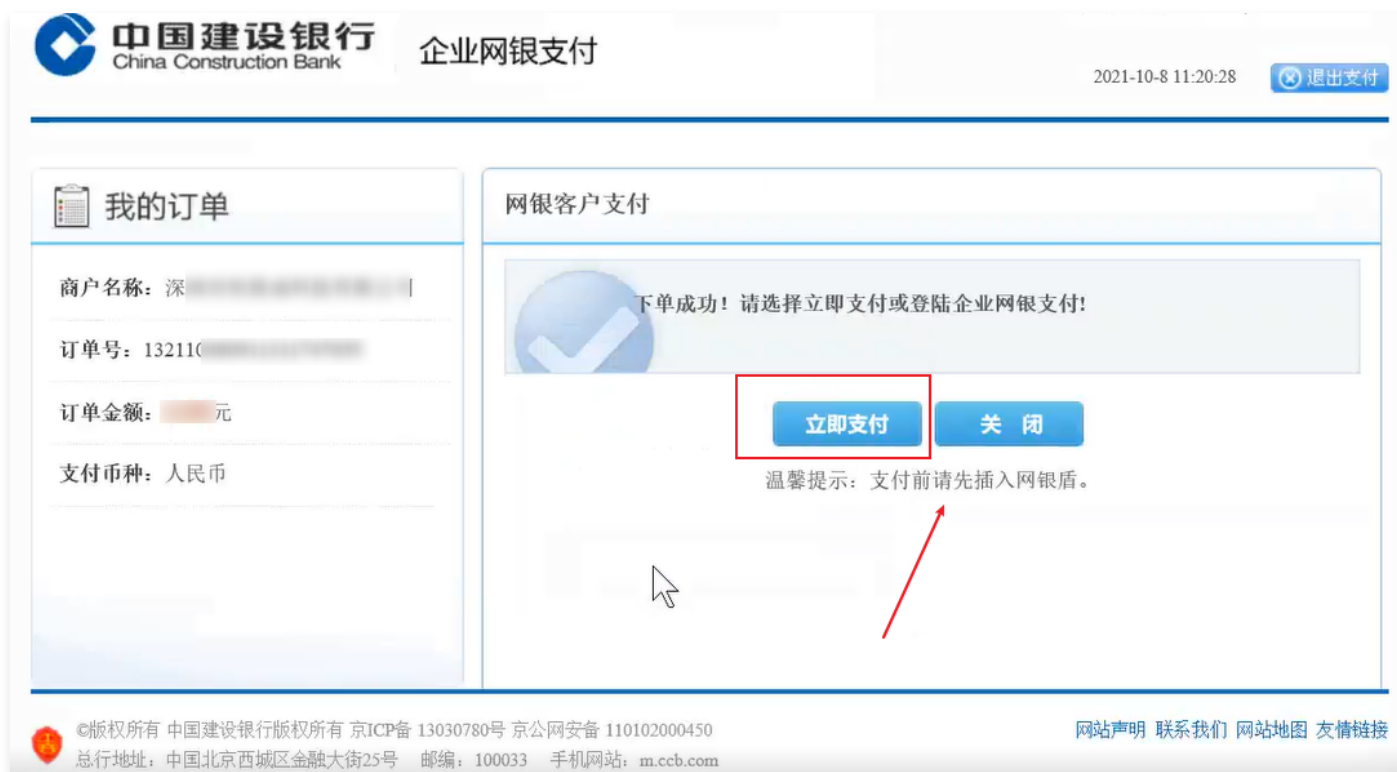 中国建设银行
China Construction Bank
企业网银支付
2021-10-8 11:20:28
退出支付
我的订单
商户名称：深
订单号：13211
订单金额：元
支付币种：人民币
网银客户支付
下单成功！请选择立即支付或登陆企业网银支付!
立即支付
关 闭
温馨提示：支付前请先插入网银盾。
©版权所有 中国建设银行版权所有 京ICP备 13030780号 京公网安备 110102000450
总行地址：中国北京西城区金融大街25号 邮编：100033 手机网站：m.ccb.com
网站声明 联系我们 网站地图 友情链接